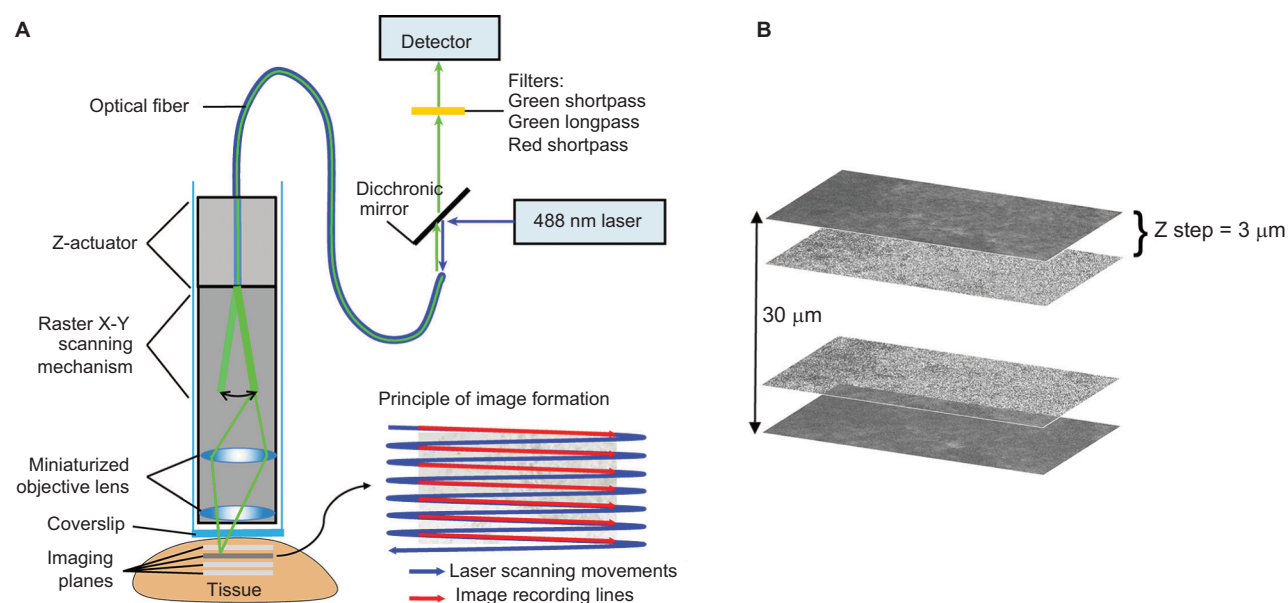 A
Detector
Filters:
Green shortpass
Green longpass
Red shortpass
Optical fiber
Dicchronic
mirror
488 nm laser
Z-actuator
Raster X-Y
scanning
mechanism
Principle of image formation
Miniaturized
objective lens
Coverslip
Imaging
planes
Tissue
Laser scanning movements
Image recording lines
B
Z step = 3 μm
30 μm